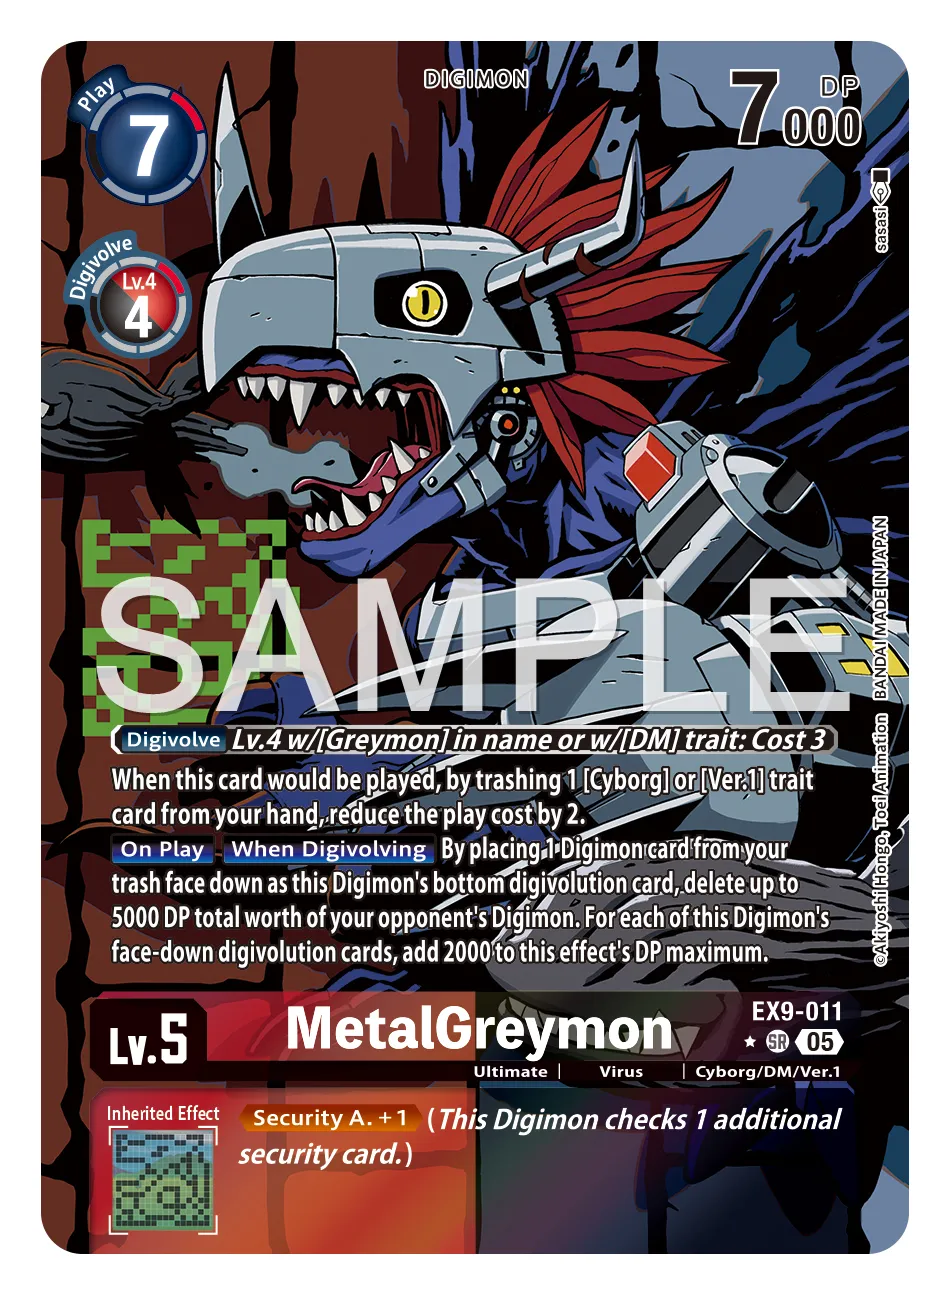 DIGIMON
Play
7
7000
DP
Digivolve
Lv.4
4
sasasi
SAMPLE
Digivolve Lv.4 w/[Greymon] in name or w/[DM] trait: Cost 3
When this card would be played, by trashing 1 [Cyborg] or [Ver.1] trait
card from your hand, reduce the play cost by 2.
On Play When Digivolving By placing 1 Digimon card from your
trash face down as this Digimon's bottom digivolution card, delete up to
5000 DP total worth of your opponent's Digimon. For each of this Digimon's
face-down digivolution cards, add 2000 to this effect's DP maximum.
©Akiyoshi Hongo, Toei Animation BANDAI MADE IN JAPAN
Lv.5
MetalGreymon
EX9-011
SR 05
Ultimate | Virus | Cyborg/DM/Ver.1
Inherited Effect
Security A. +1 (This Digimon checks 1 additional
security card.)